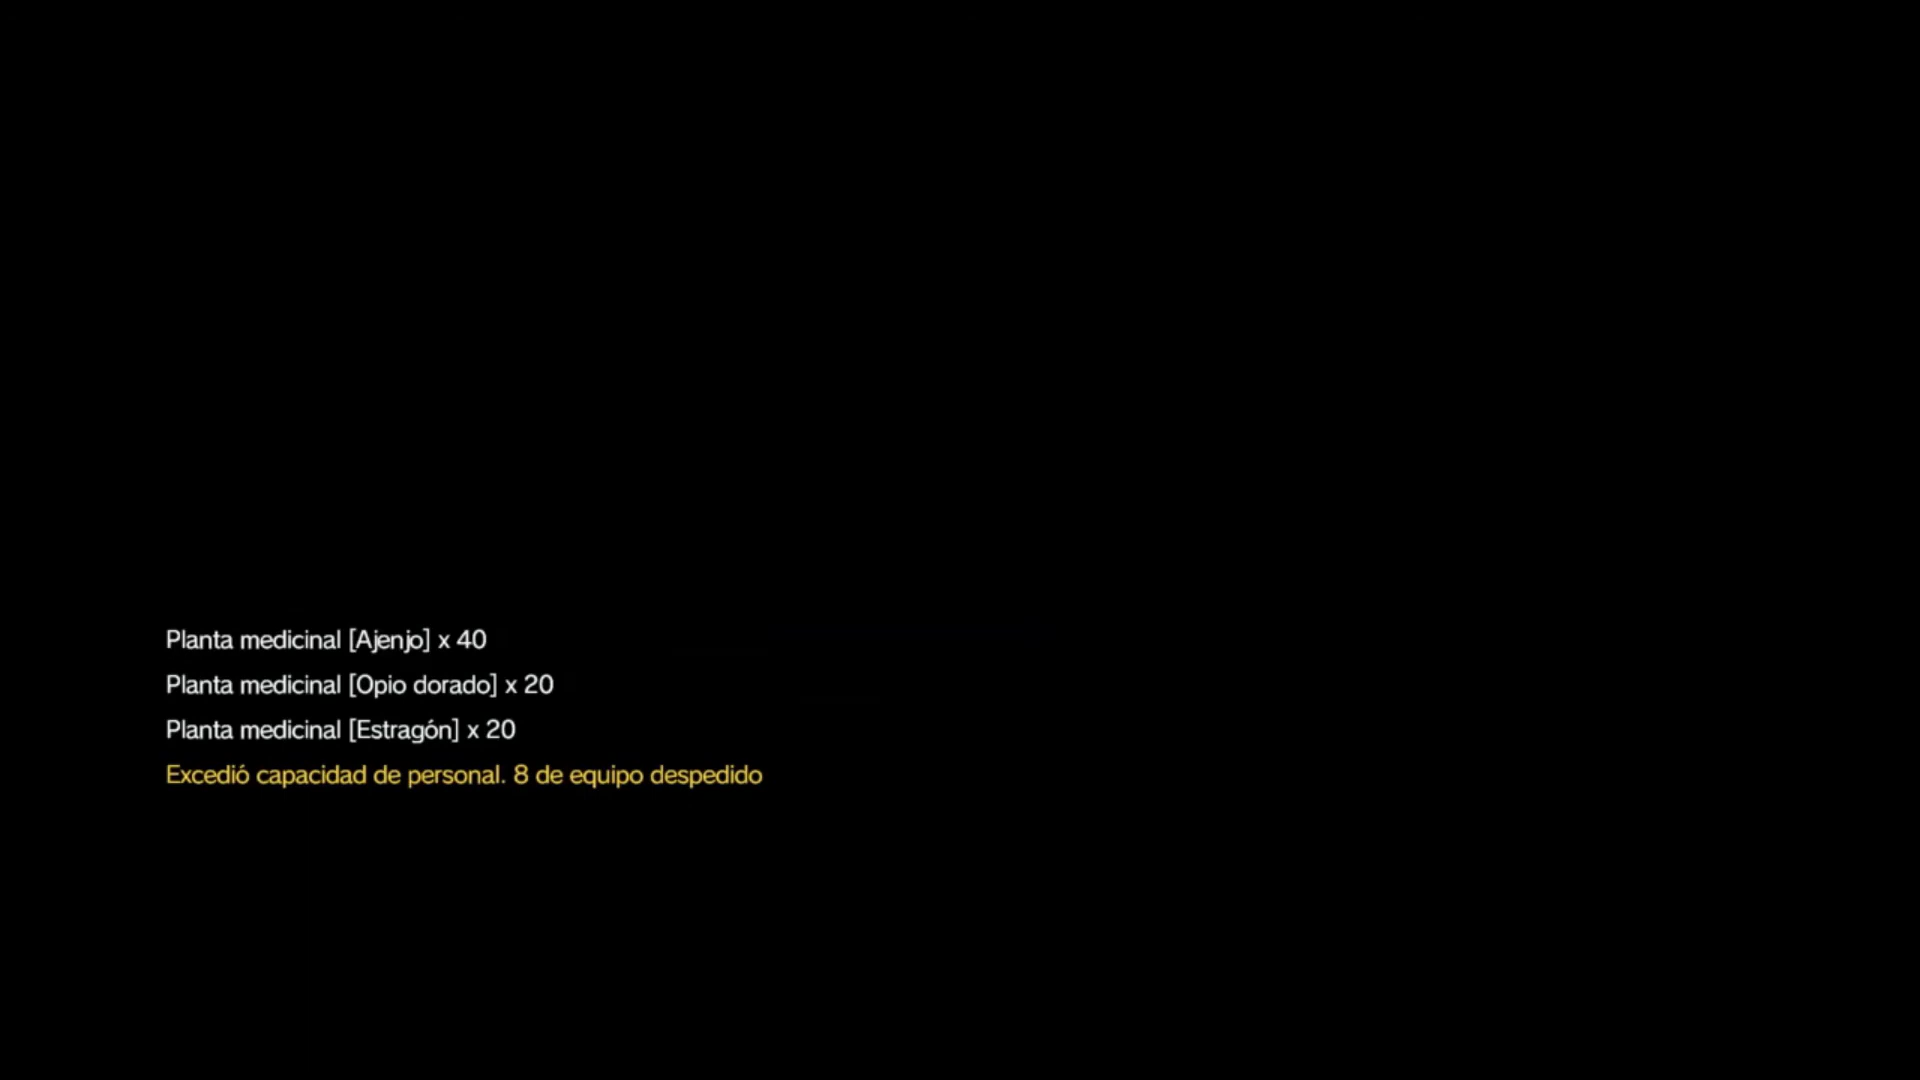 Planta medicinal [Ajenjo] x 40
Planta medicinal [Opio dorado] x 20
Planta medicinal [Estragón] x 20
Excedió capacidad de personal. 8 de equipo despedido